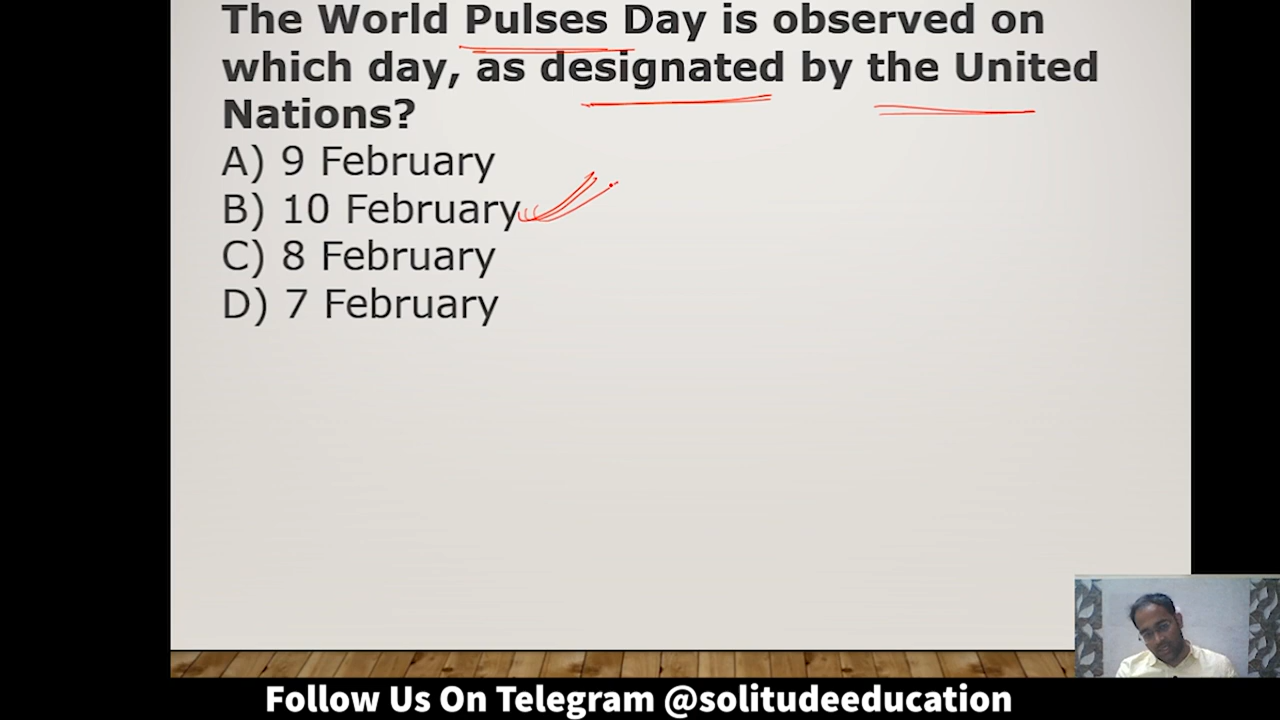 The World Pulses Day is observed on
which day, as designated by the United
Nations?
A) 9 February
B) 10 February
C) 8 February
D) 7 February
Follow Us On Telegram @solitudeeducation